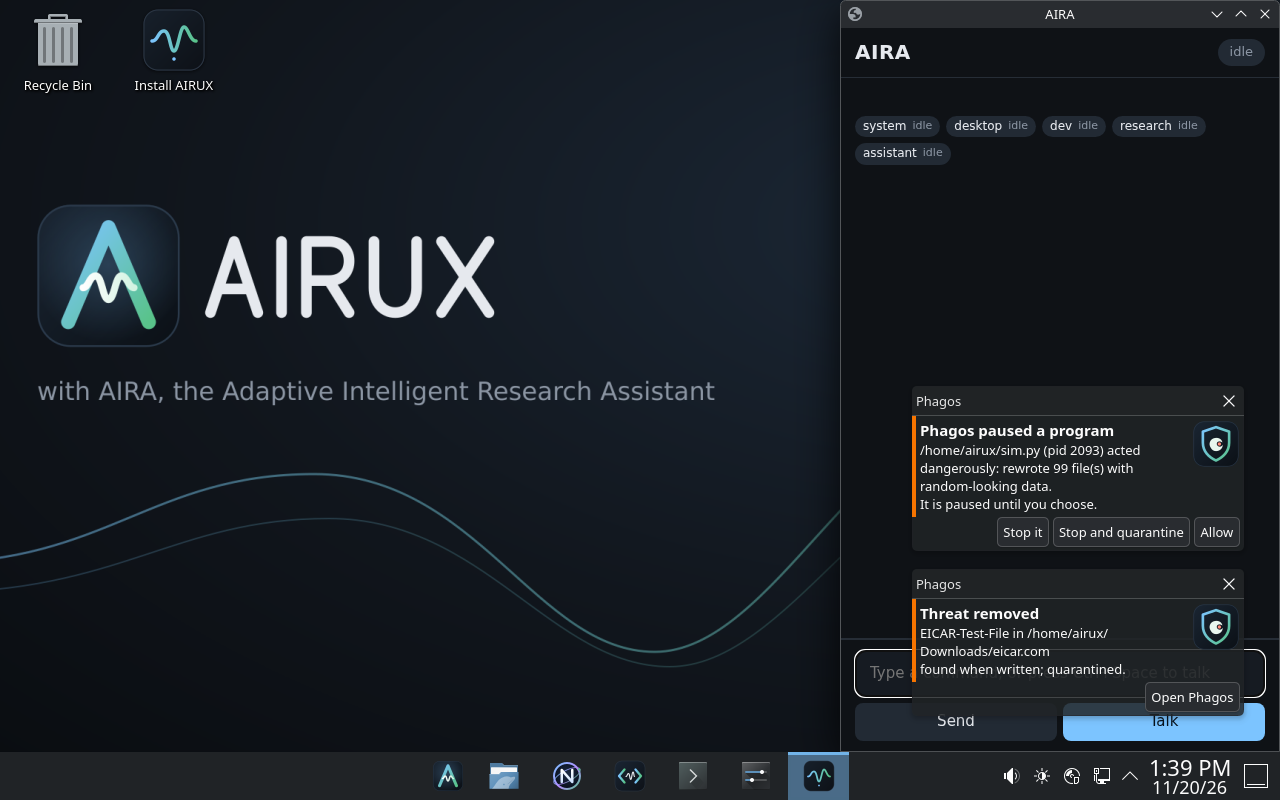 Recycle Bin
Install AIRUX
AIRUX
with AIRA, the Adaptive Intelligent Research Assistant
AIRA
AIRA
idle
system idle
desktop idle
dev idle
research idle
assistant idle
Phagos
Phagos paused a program
/home/airux/sim.py (pid 2093) acted
dangerously: rewrote 99 file(s) with
random-looking data.
It is paused until you choose.
Stop it
Stop and quarantine
Allow
Phagos
Threat removed
EICAR-Test-File in /home/airux/
Downloads/eicar.com
found when written; quarantined.
Open Phagos
Type
space to talk
Send
Talk
1:39 PM
11/20/26